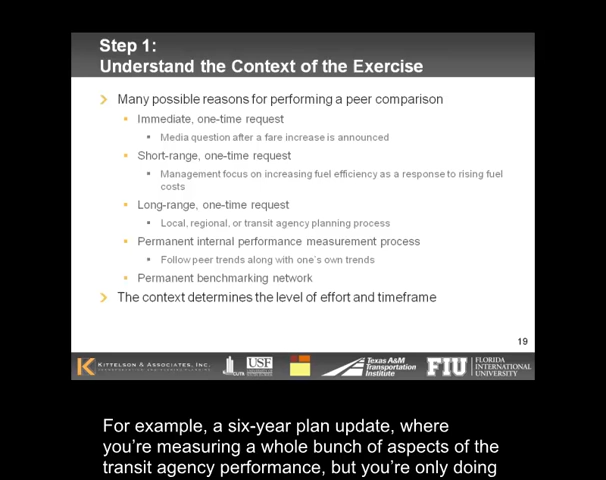 Step 1:
Understand the Context of the Exercise
Many possible reasons for performing a peer comparison
Immediate, one-time request
Media question after a fare increase is announced
Short-range, one-time request
Management focus on increasing fuel efficiency as a response to rising fuel
costs
Long-range, one-time request
Local, regional, or transit agency planning process
Permanent internal performance measurement process
Follow peer trends along with one's own trends
Permanent benchmarking network
The context determines the level of effort and timeframe
19
KITTELSON & ASSOCIATES, INC.
CUTR
USF
Texas A&M
Transportation
Institute
FIU
FLORIDA
INTERNATIONAL
UNIVERSITY
For example, a six-year plan update, where
you're measuring a whole bunch of aspects of the
transit agency performance, but you're only doing